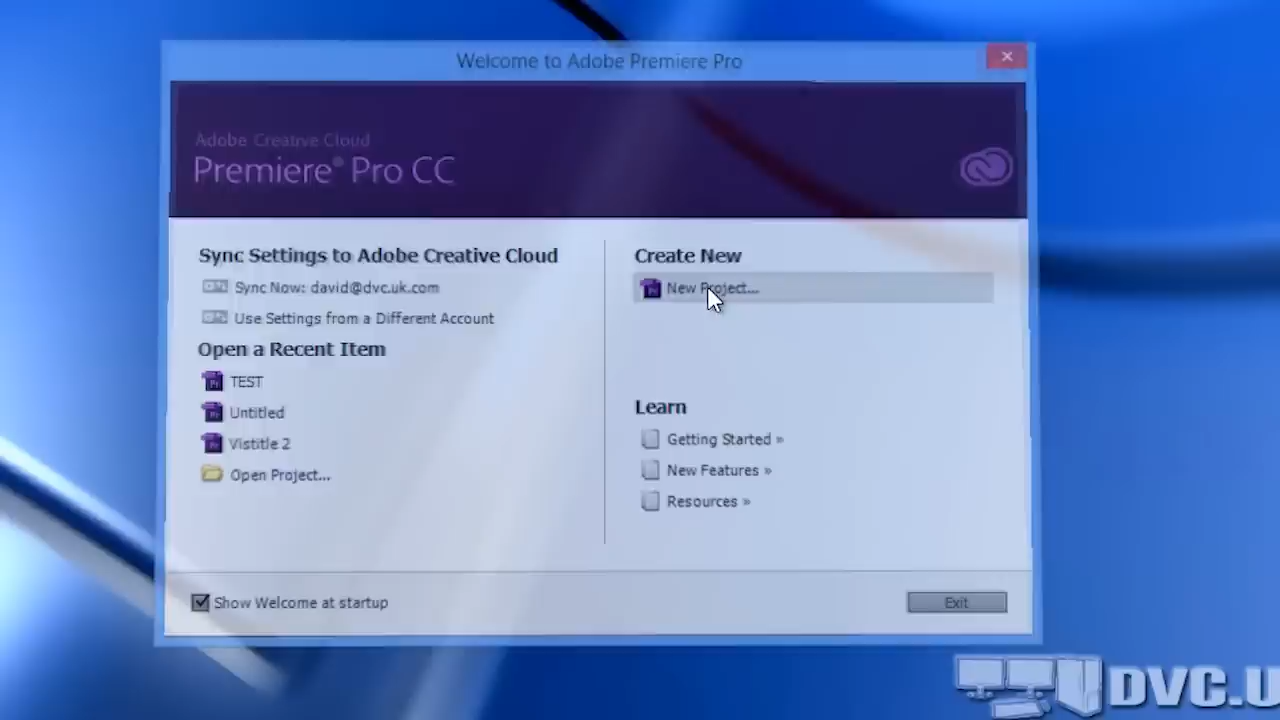 Welcome to Adobe Premiere Pro
Adobe Creative Cloud
Premiere® Pro CC
Sync Settings to Adobe Creative Cloud
Sync Now: david@dvc.uk.com
Use Settings from a Different Account
Open a Recent Item
TEST
Untitled
Vistitle 2
Open Project...
Create New
New Project...
Learn
Getting Started »
New Features »
Resources »
Show Welcome at startup
Exit
DVC.U